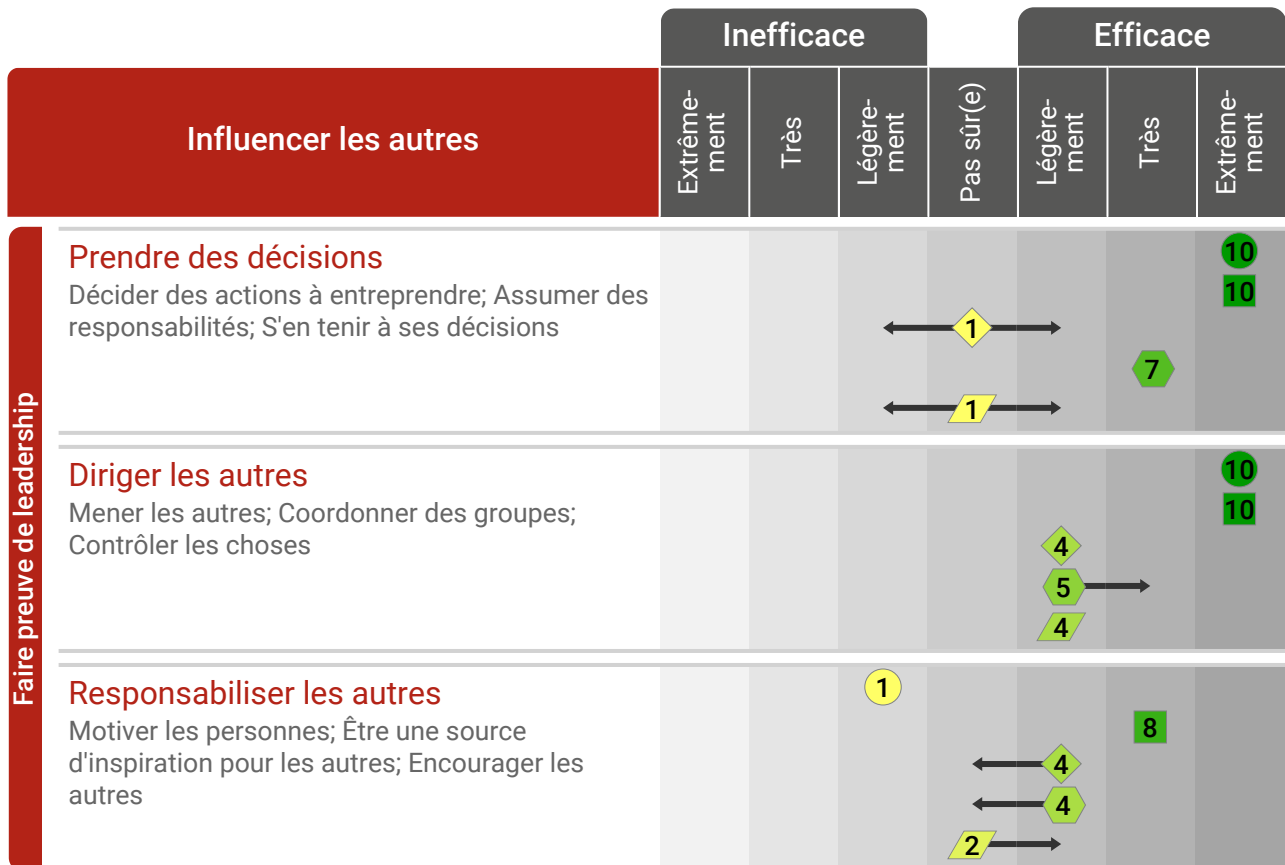 Inefficace
Efficace
Influencer les autres
Extrême-
ment
Très
Légère-
ment
Pas sûr(e)
Légère-
ment
Très
Extrême-
ment
Faire preuve de leadership
Prendre des décisions
Décider des actions à entreprendre; Assumer des
responsabilités; S'en tenir à ses décisions
10
10
1
7
1
Diriger les autres
Mener les autres; Coordonner des groupes;
Contrôler les choses
10
10
4
5
4
Responsabiliser les autres
Motiver les personnes; Être une source
d'inspiration pour les autres; Encourager les
autres
1
8
4
4
2